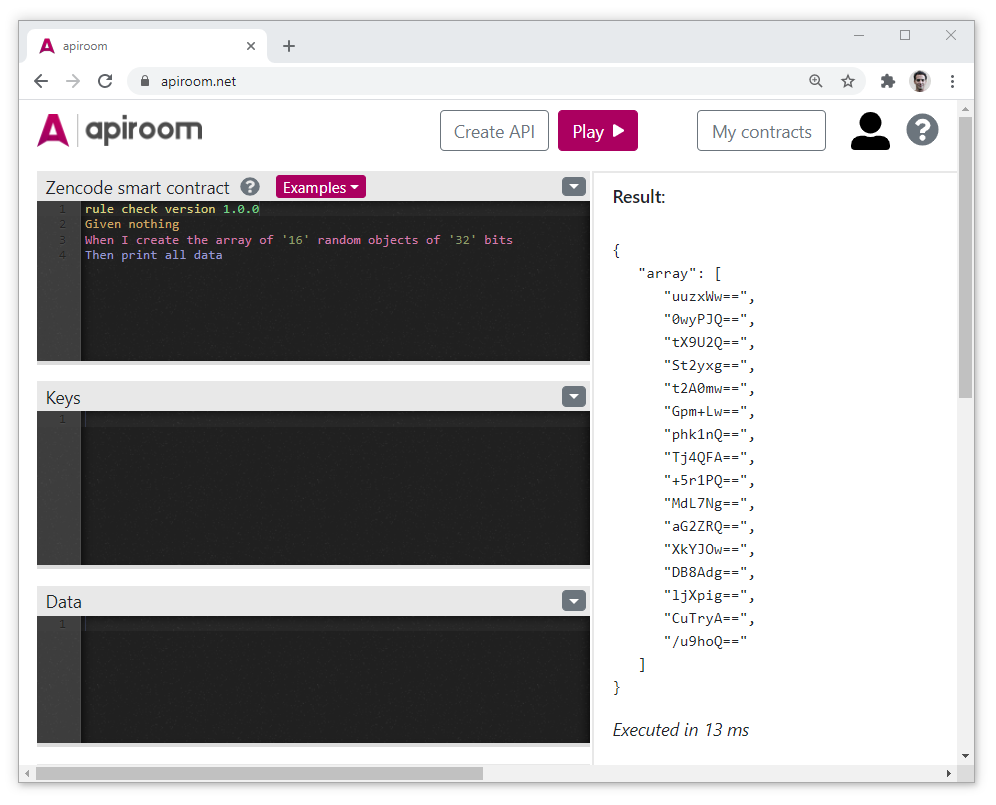 apiroom
apiroom.net
A apiroom
Create API
Play
My contracts
?
Zencode smart contract ?
Examples
1 rule check version 1.0.0
2 Given nothing
3 When I create the array of '16' random objects of '32' bits
4 Then print all data
Keys
1
Data
1
Result:
{
"array": [
"uuzxWw==",
"0wyPJQ==",
"tX9U2Q==",
"St2yxg==",
"t2A0mw==",
"Gpm+Lw==",
"phk1nQ==",
"Tj4QFA==",
"+5r1PQ==",
"MdL7Ng==",
"aG2ZRQ==",
"XkYJOw==",
"DB8Adg==",
"ljXpig==",
"CuTryA==",
"/u9hoQ=="
]
}
Executed in 13 ms